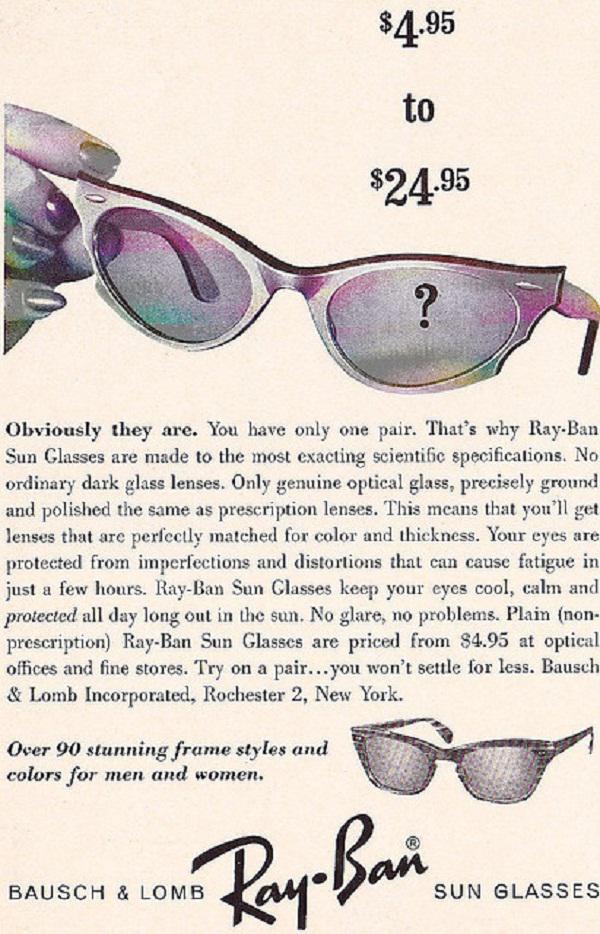 $4.95
to
$24.95
?
Obviously they are. You have only one pair. That's why Ray-Ban
Sun Glasses are made to the most exacting scientific specifications. No
ordinary dark glass lenses. Only genuine optical glass, precisely ground
and polished the same as prescription lenses. This means that you'll get
lenses that are perfectly matched for color and thickness. Your eyes are
protected from imperfections and distortions that can cause fatigue in
just a few hours. Ray-Ban Sun Glasses keep your eyes cool, calm and
protected all day long out in the sun. No glare, no problems. Plain (non-
prescription) Ray-Ban Sun Glasses are priced from $4.95 at optical
offices and fine stores. Try on a pair...you won't settle for less. Bausch
& Lomb Incorporated, Rochester 2, New York.
Over 90 stunning frame styles and
colors for men and women.
BAUSCH & LOMB Ray-Ban® SUN GLASSES